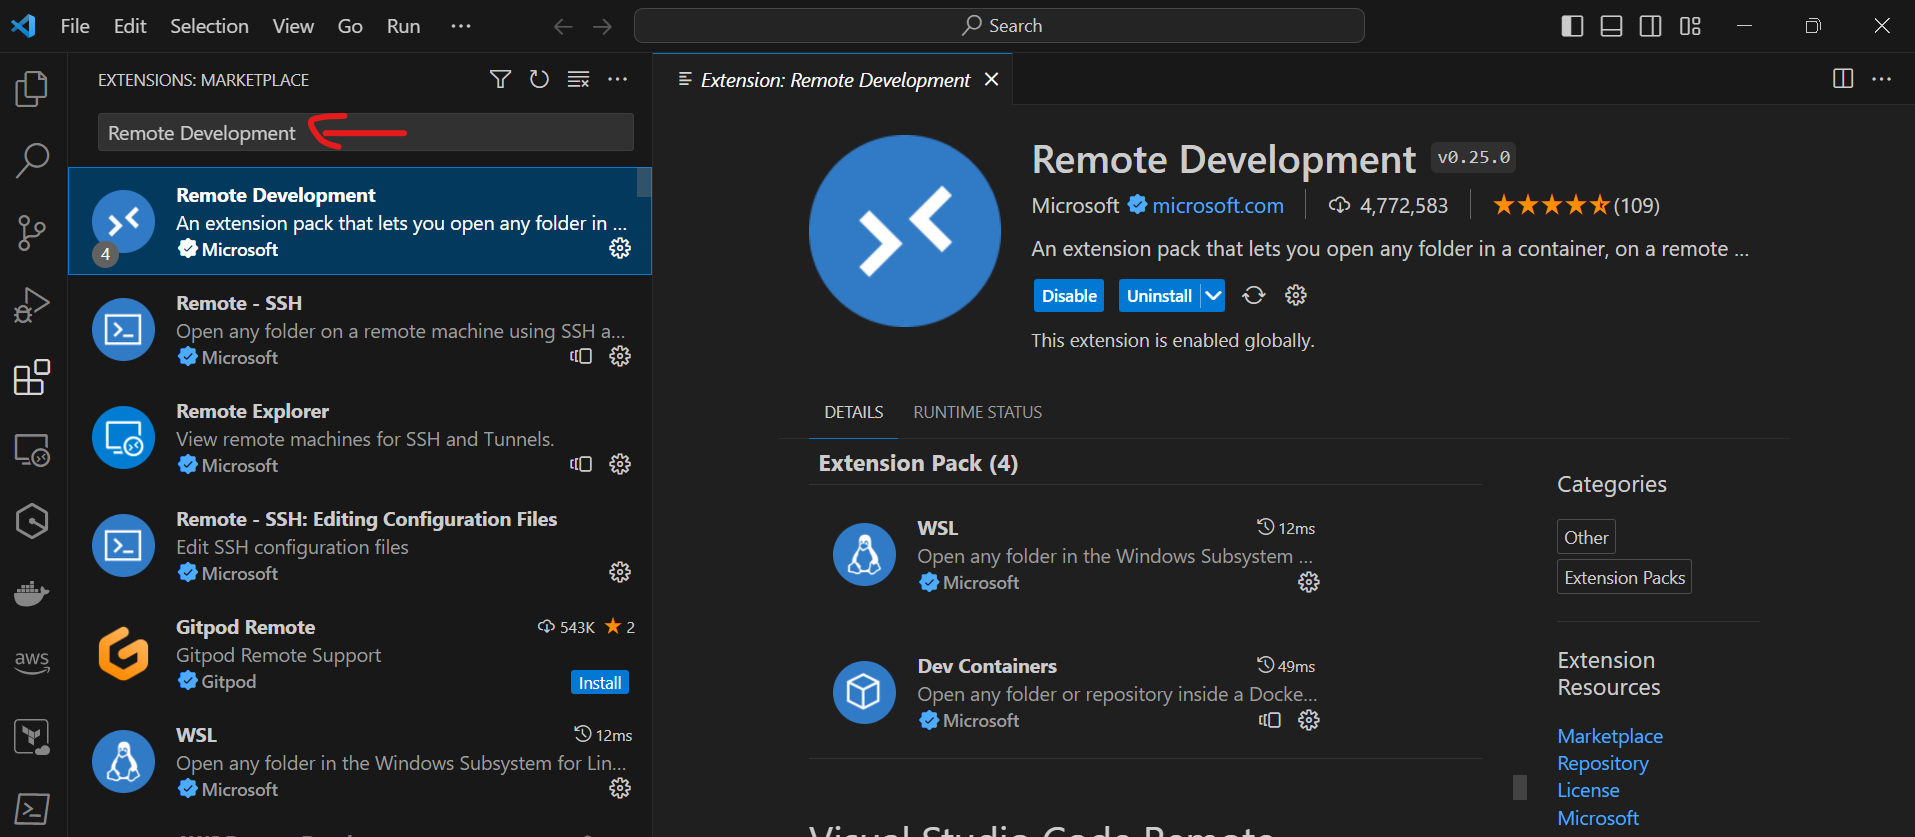 File Edit Selection View Go Run ···
Search
EXTENSIONS: MARKETPLACE
Remote Development
Remote Development
An extension pack that lets you open any folder in ...
Microsoft
4
Remote - SSH
Open any folder on a remote machine using SSH a...
Microsoft
Remote Explorer
View remote machines for SSH and Tunnels.
Microsoft
Remote - SSH: Editing Configuration Files
Edit SSH configuration files
Microsoft
Gitpod Remote 543K 2
Gitpod Remote Support
Gitpod Install
aws
WSL 12ms
Open any folder in the Windows Subsystem for Lin...
Microsoft
Extension: Remote Development
Remote Development v0.25.0
Microsoft microsoft.com 4,772,583 (109)
An extension pack that lets you open any folder in a container, on a remote ...
Disable Uninstall
This extension is enabled globally.
DETAILS RUNTIME STATUS
Extension Pack (4)
WSL 12ms
Open any folder in the Windows Subsystem ...
Microsoft
Dev Containers 49ms
Open any folder or repository inside a Docke...
Microsoft
Visual Studio Code Remote
Categories
Other
Extension Packs
Extension
Resources
Marketplace
Repository
License
Microsoft